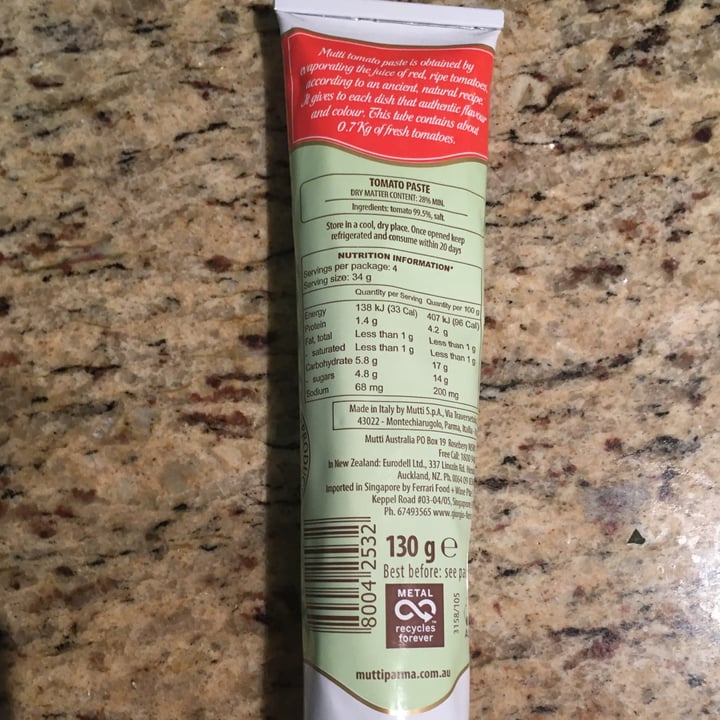 Mutti tomato paste is obtained by
evaporating the juice of red, ripe tomatoes,
according to an ancient, natural recipe.
It gives to each dish that authentic flavour
and colour. This tube contains about
0.7Kg of fresh tomatoes.
TOMATO PASTE
DRY MATTER CONTENT: 28% MIN.
Ingredients: tomato 99.5%, salt.
Store in a cool, dry place. Once opened keep
refrigerated and consume within 20 days
NUTRITION INFORMATION*
Servings per package: 4
Serving size: 34 g
Quantity per Serving Quantity per 100 g
Energy 138 kJ (33 Cal) 407 kJ (96 Cal)
Protein 1.4 g 4.2 g
Fat, total Less than 1 g Less than 1 g
- saturated Less than 1 g Less than 1 g
Carbohydrate 5.8 g 17 g
- sugars 4.8 g 14 g
Sodium 68 mg 200 mg
Made in Italy by Mutti S.p.A., Via
43022 - Montechiarugolo, Parma, Italia
Mutti Australia PO Box 19 Rosebery
Free Call: 1800
In New Zealand: Eurodell Ltd., 337 Lincoln Rd.
Auckland, NZ. Ph. 0064 09
Imported in Singapore by Ferrari Food + Wine
Keppel Road #03-04/05, Singapore
Ph. 67493565
8004 2532
130 g e
Best before: see
METAL
recycles
forever
3158/105
muttiparma.com.au